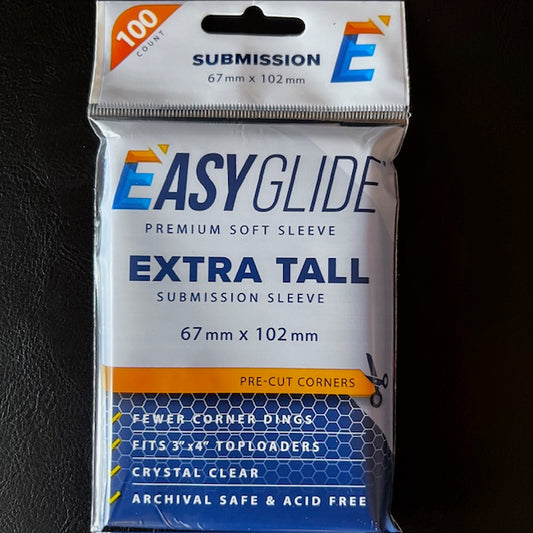 100
COUNT
SUBMISSION
67mm x 102mm
E
EASYGLIDE
PREMIUM SOFT SLEEVE
EXTRA TALL
SUBMISSION SLEEVE
67mm x 102mm
PRE-CUT CORNERS
FEWER CORNER DINGS
FITS 3"x4" TOPLOADERS
CRYSTAL CLEAR
ARCHIVAL SAFE & ACID FREE